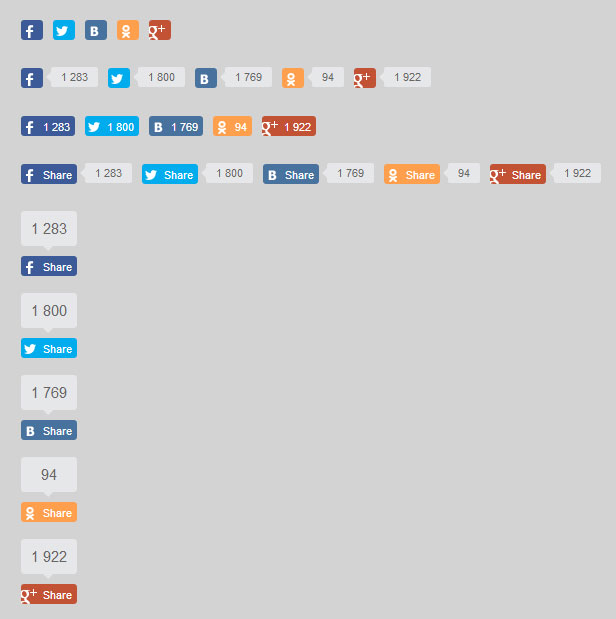 f B g+
f 1 283 1 800 B 1 769 94 g+ 1 922
f 1 283 1 800 B 1 769 94 g+ 1 922
f Share 1 283 Share 1 800 B Share 1 769 Share 94 g+ Share 1 922
1 283
f Share
1 800
Share
1 769
B Share
94
Share
1 922
g+ Share